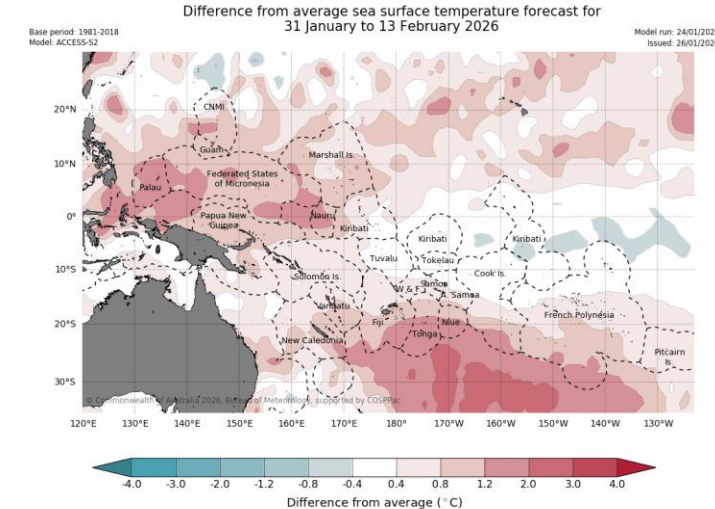 Difference from average sea surface temperature forecast for
31 January to 13 February 2026
Base period: 1981-2018
Model: ACCESS-S2
Model run: 24/01/202
Issued: 26/01/202
20°N
10°N
0°
10°S
20°S
30°S
CNMI
Guam
Marshall Is.
Palau
Federated States
of Micronesia
Papua New
Guinea
Nauru
Kiribati
Kiribati
Kiribati
Tuvalu
Tokelau
Solomon Is.
Cook Is.
Samoa
W & F
A. Samoa
Vanuatu
Fiji
Niue
French Polynesia
Tonga
New Caledonia
Pitcairn
Is.
© Commonwealth of Australia 2026, Bureau of Meteorology, supported by COSPPac
120°E 130°E 140°E 150°E 160°E 170°E 180°W 170°W 160°W 150°W 140°W 130°W
-4.0 -3.0 -2.0 -1.2 -0.8 -0.4 0.4 0.8 1.2 2.0 3.0 4.0
Difference from average (°C)